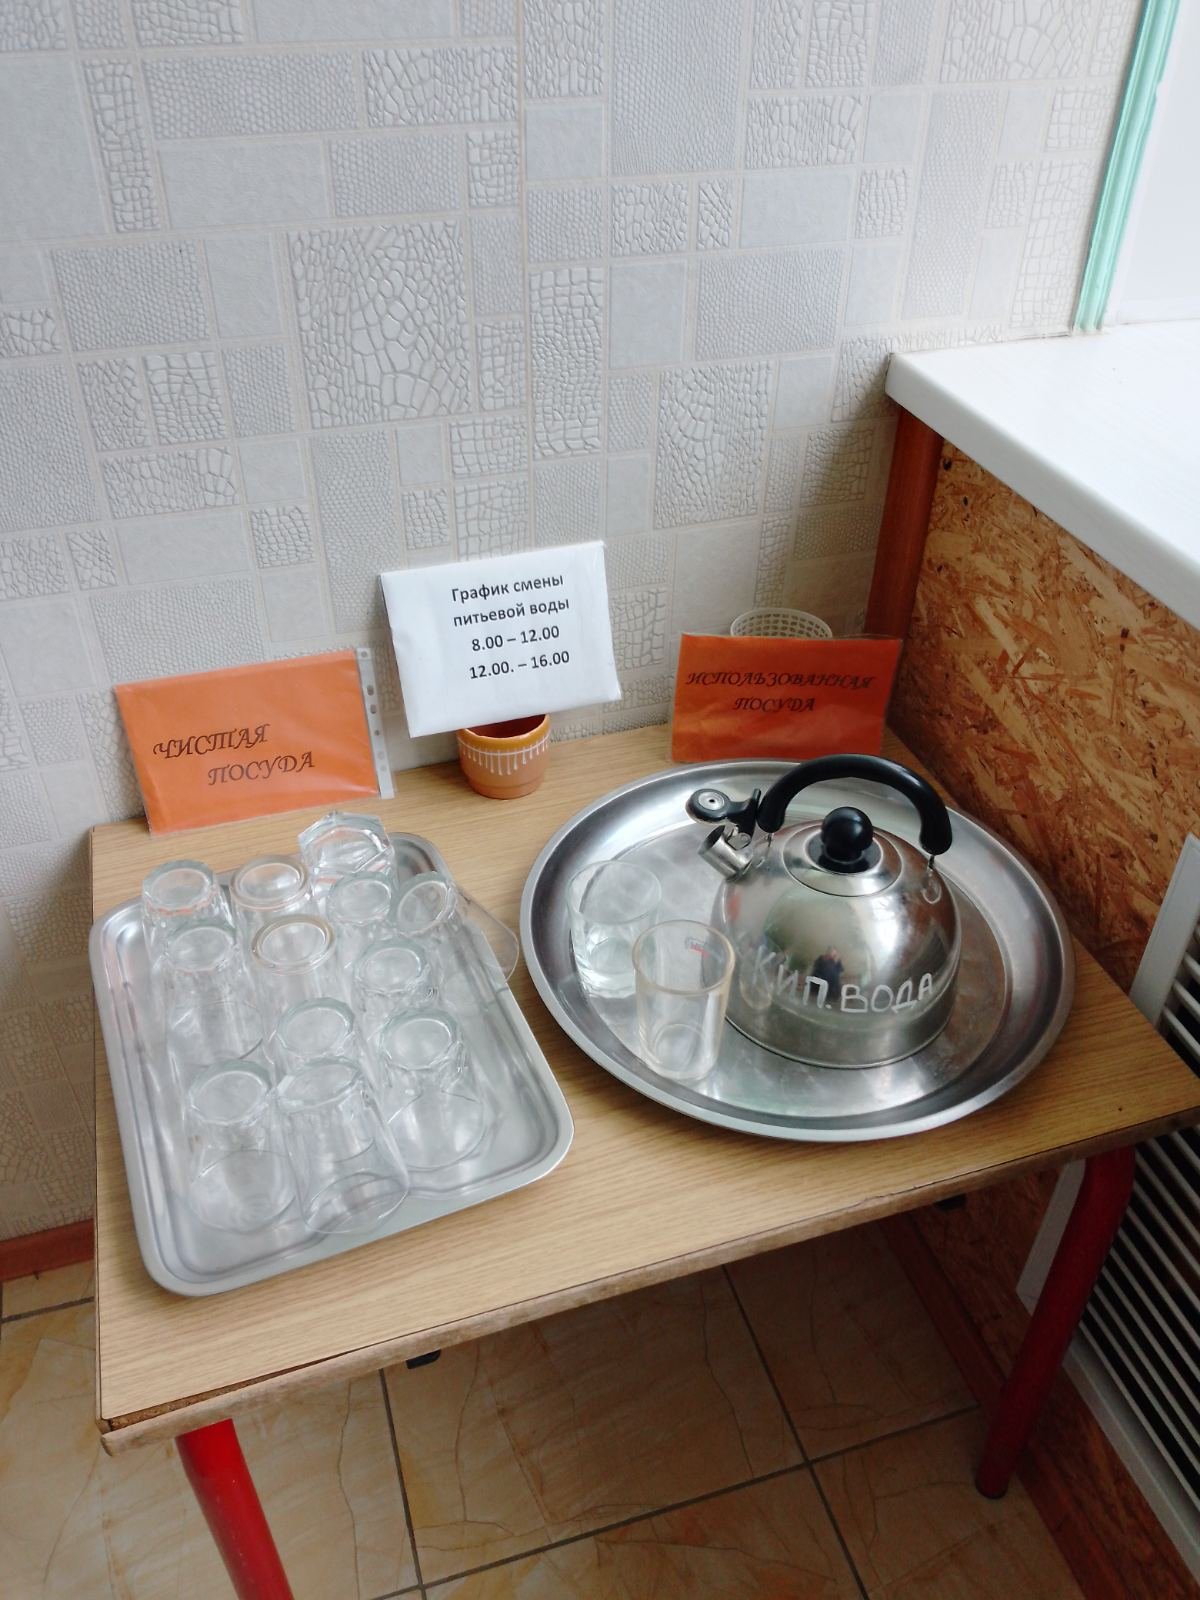 График смены
питьевой воды
8.00 – 12.00
12.00. – 16.00
ЧИСТАЯ
ПОСУДА
ИСПОЛЬЗОВАННАЯ
ПОСУДА
КИП. ВОДА